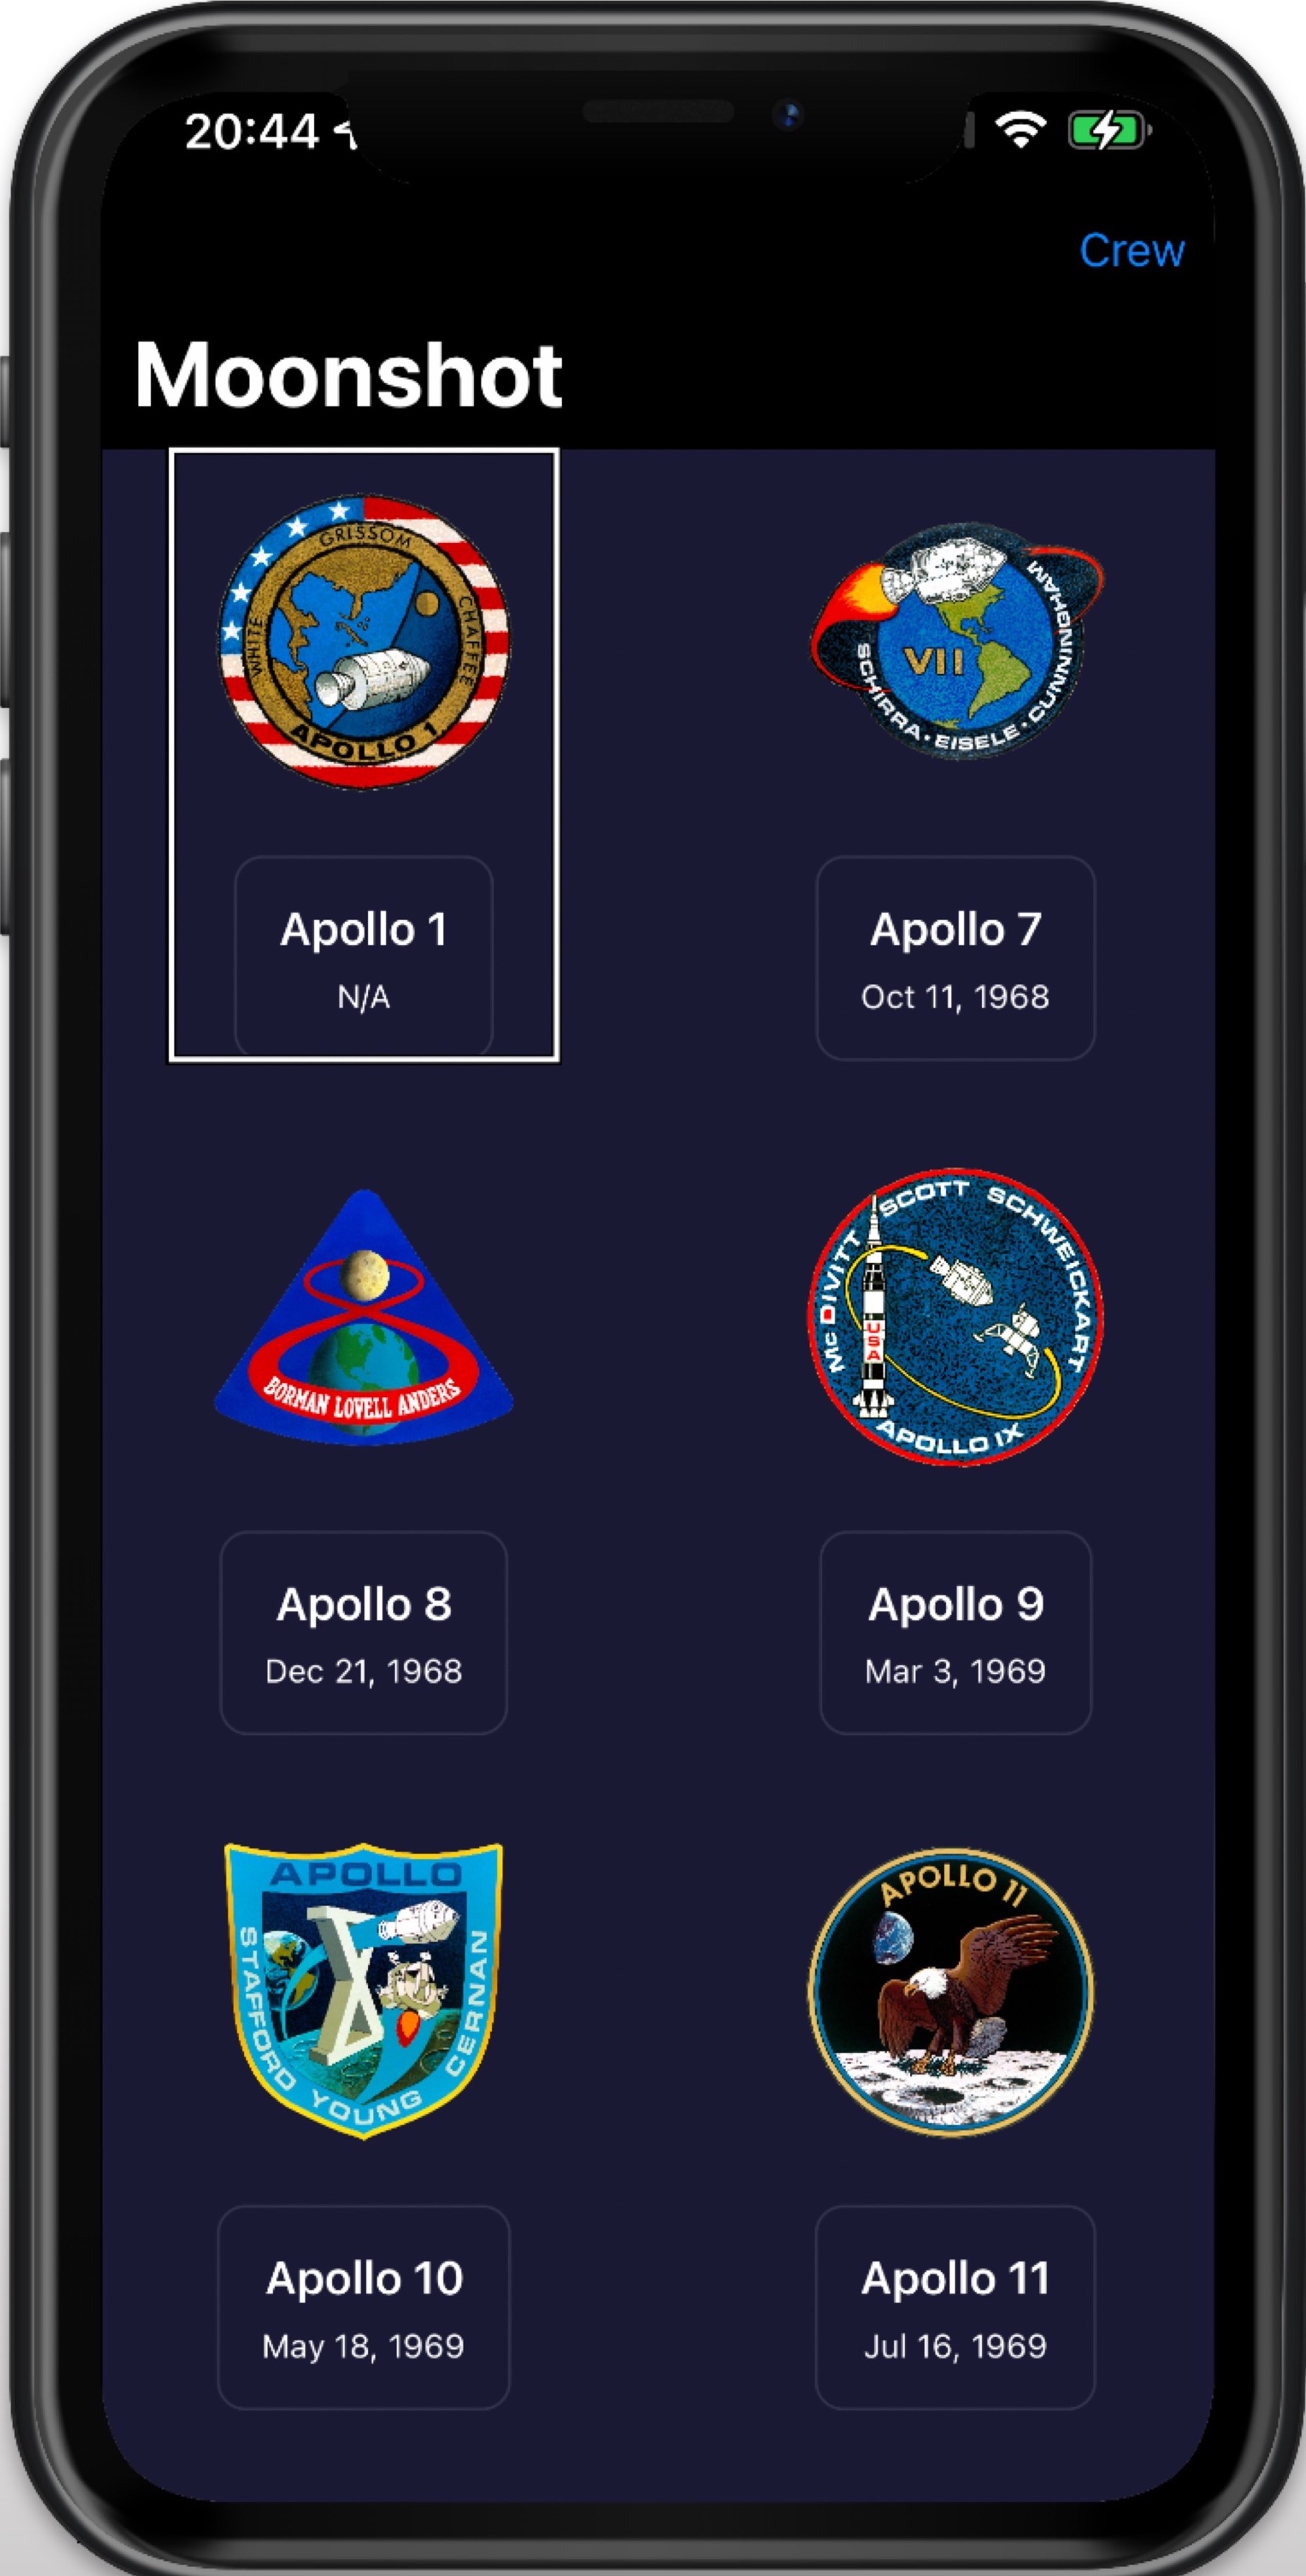 20:44
Crew
Moonshot
GRISSOM
WHITE
CHAFFEE
APOLLO 1
VII
SCHIRRA • EISELE • CUNNINGHAM
Apollo 1
N/A
Apollo 7
Oct 11, 1968
BORMAN LOVELL ANDERS
McDIVITT SCOTT SCHWEICKART
USA
APOLLO IX
Apollo 8
Dec 21, 1968
Apollo 9
Mar 3, 1969
APOLLO
X
STAFFORD YOUNG CERNAN
APOLLO 11
Apollo 10
May 18, 1969
Apollo 11
Jul 16, 1969